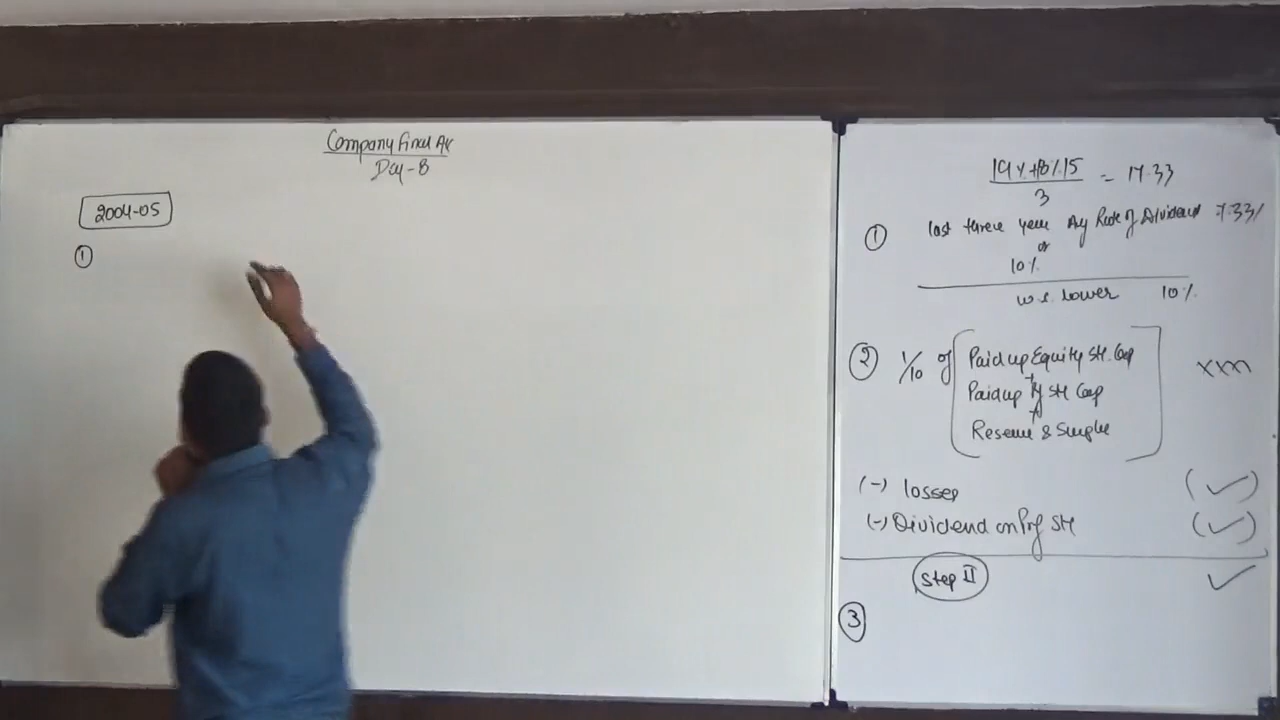 Company Final A/c
Day-8
2004-05
①
19%+18%.15
3
= 17.33
① last three year Avg Rate of Dividend 17.33%
or
10%
w.e. lower 10%
② 1/10 of [Paid up Equity SH. Cap
+
Paid up Pf SH Cap
+
Reserve & Surplus]
xxx
(-) losses (✓)
(-) Dividend on Prf SH (✓)
Step II ✓
③